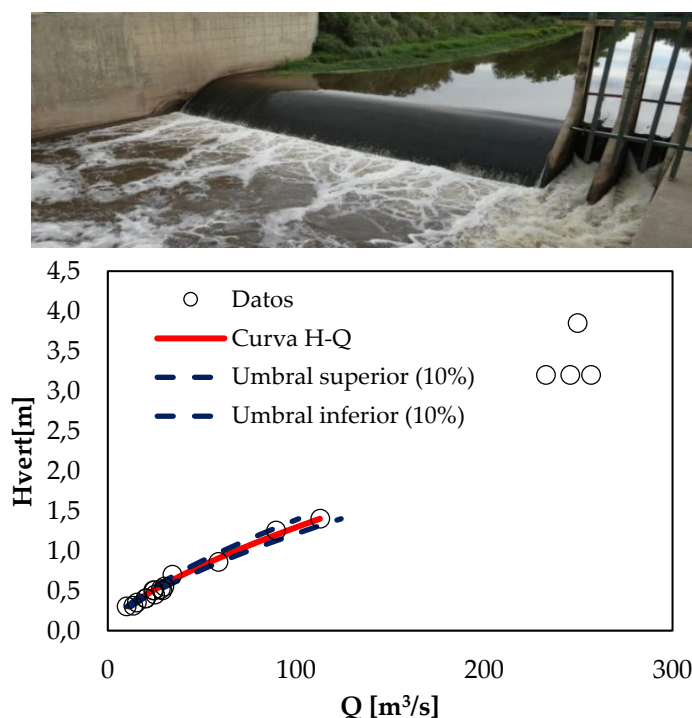 4,5
4,0
3,5
3,0
2,5
2,0
1,5
1,0
0,5
0,0
Hvert[m]
Datos
Curva H-Q
Umbral superior (10%)
Umbral inferior (10%)
0
100
200
300
Q [m³/s]